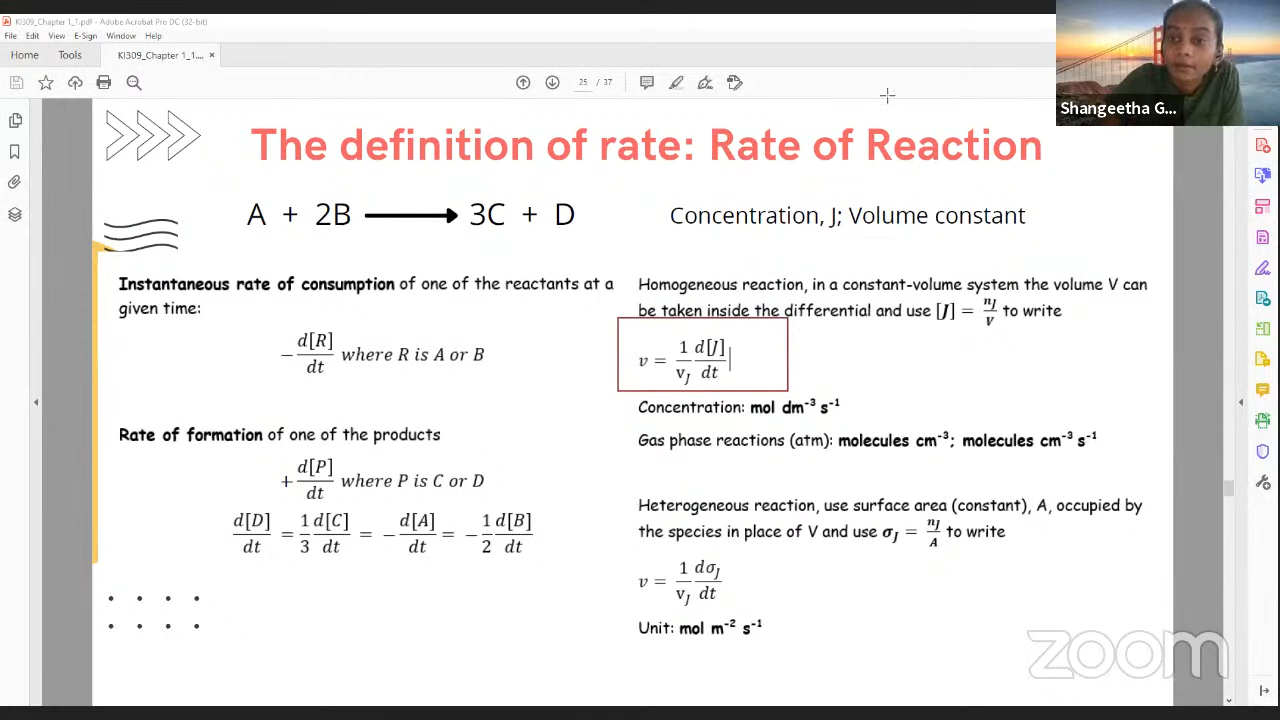 KI309_Chapter 1_1.pdf - Adobe Acrobat Pro DC (32-bit)
File Edit View E-Sign Window Help
Home Tools KI309_Chapter 1_1.... ×
25 / 37
Shangeetha G...
The definition of rate: Rate of Reaction
A + 2B ⟶ 3C + D
Concentration, J; Volume constant
Instantaneous rate of consumption of one of the reactants at a
given time:
− d[R]/dt where R is A or B
Rate of formation of one of the products
+ d[P]/dt where P is C or D
d[D]/dt = 1/3 d[C]/dt = − d[A]/dt = − 1/2 d[B]/dt
Homogeneous reaction, in a constant-volume system the volume V can
be taken inside the differential and use [J] = nJ/V to write
v = 1/vJ d[J]/dt
Concentration: mol dm⁻³ s⁻¹
Gas phase reactions (atm): molecules cm⁻³; molecules cm⁻³ s⁻¹
Heterogeneous reaction, use surface area (constant), A, occupied by
the species in place of V and use σJ = nJ/A to write
v = 1/vJ dσJ/dt
Unit: mol m⁻² s⁻¹
zoom